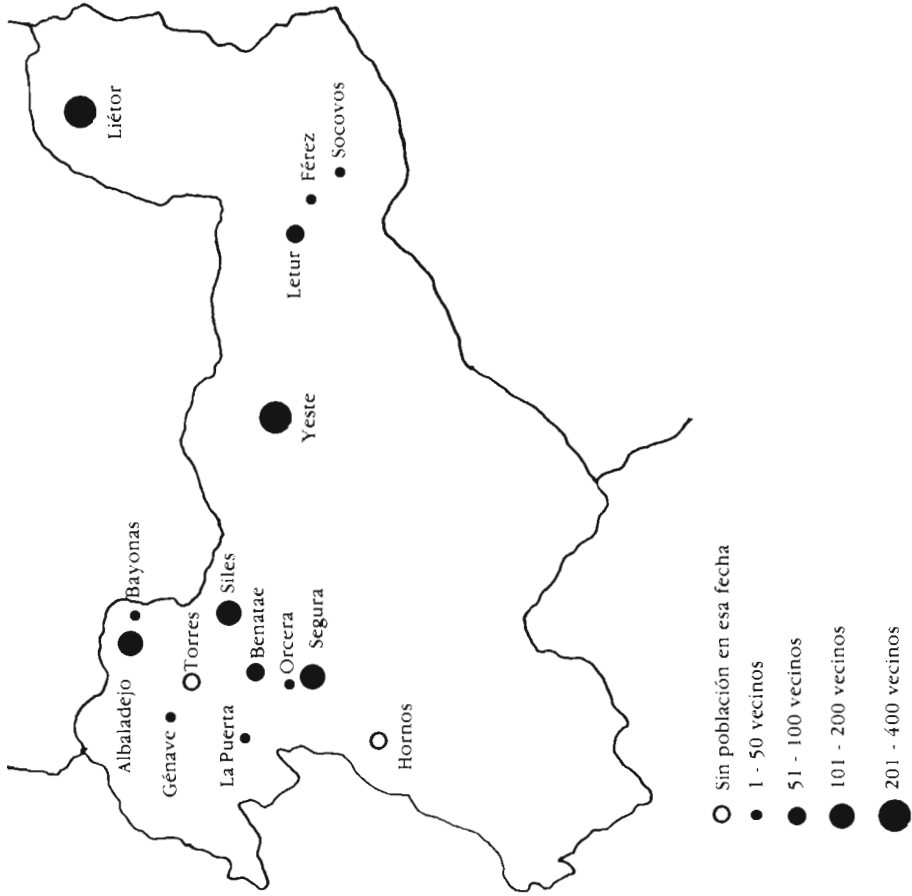 Liétor
Férez
Socovos
Letur
Yeste
Bayonas
Albaladejo
Siles
Torres
Benatae
Génave
Orcera
Segura
La Puerta
Hornos
Sin población en esa fecha
1 - 50 vecinos
51 - 100 vecinos
101 - 200 vecinos
201 - 400 vecinos